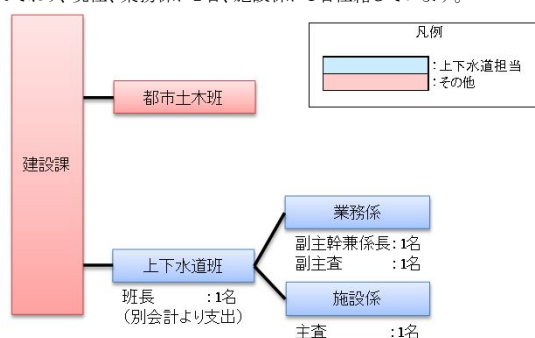 凡例
:上下水道担当
:その他
都市土木班
建設課
業務係
副主幹兼係長:1名
副主査 :1名
上下水道班
班長 :1名
(別会計より支出)
施設係
主査 :1名